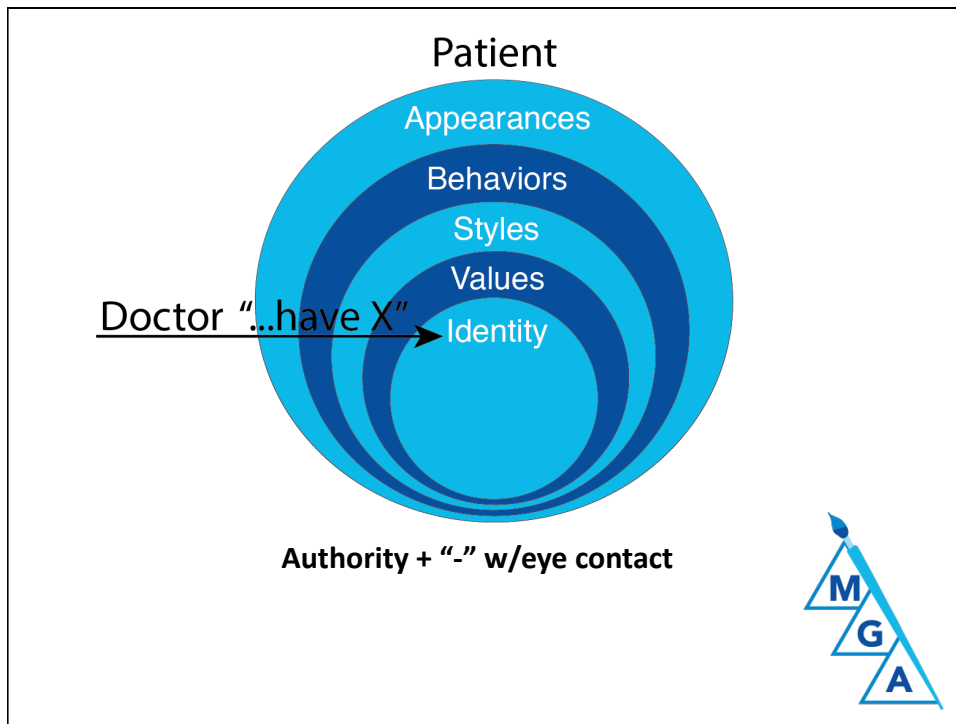 Patient
Appearances
Behaviors
Styles
Values
Doctor “...have X”
Identity
Authority + “-” w/eye contact
M
G
A